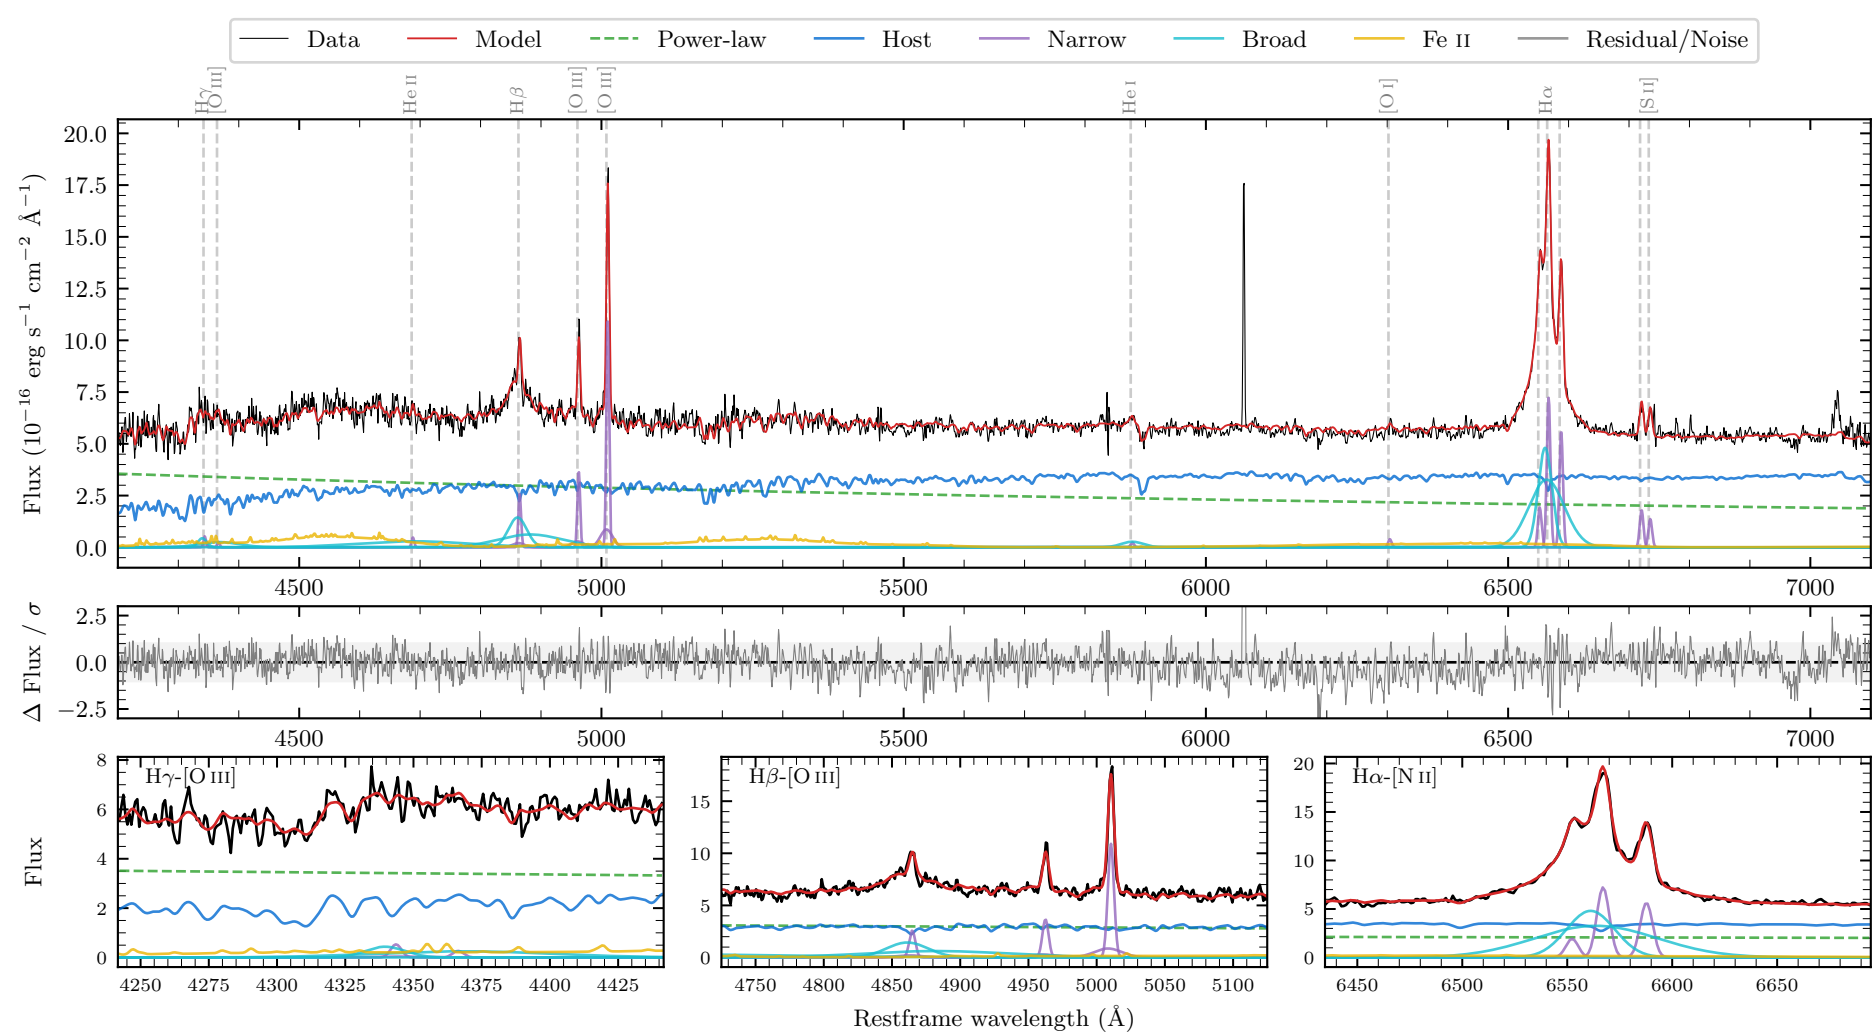 Data Model Power-law Host Narrow Broad Fe II Residual/Noise
Hγ [O III] He II Hβ [O III] [O III] He I [O I] Hα [S II]
Flux (10⁻¹⁶ erg s⁻¹ cm⁻² Å⁻¹)
20.0
17.5
15.0
12.5
10.0
7.5
5.0
2.5
0.0
4500 5000 5500 6000 6500 7000
Δ Flux / σ
2.5
0.0
−2.5
4500 5000 5500 6000 6500 7000
Flux
Hγ-[O III]
8
6
4
2
0
4250 4275 4300 4325 4350 4375 4400 4425
Hβ-[O III]
15
10
5
0
4750 4800 4850 4900 4950 5000 5050 5100
Hα-[N II]
20
15
10
5
0
6450 6500 6550 6600 6650
Restframe wavelength (Å)